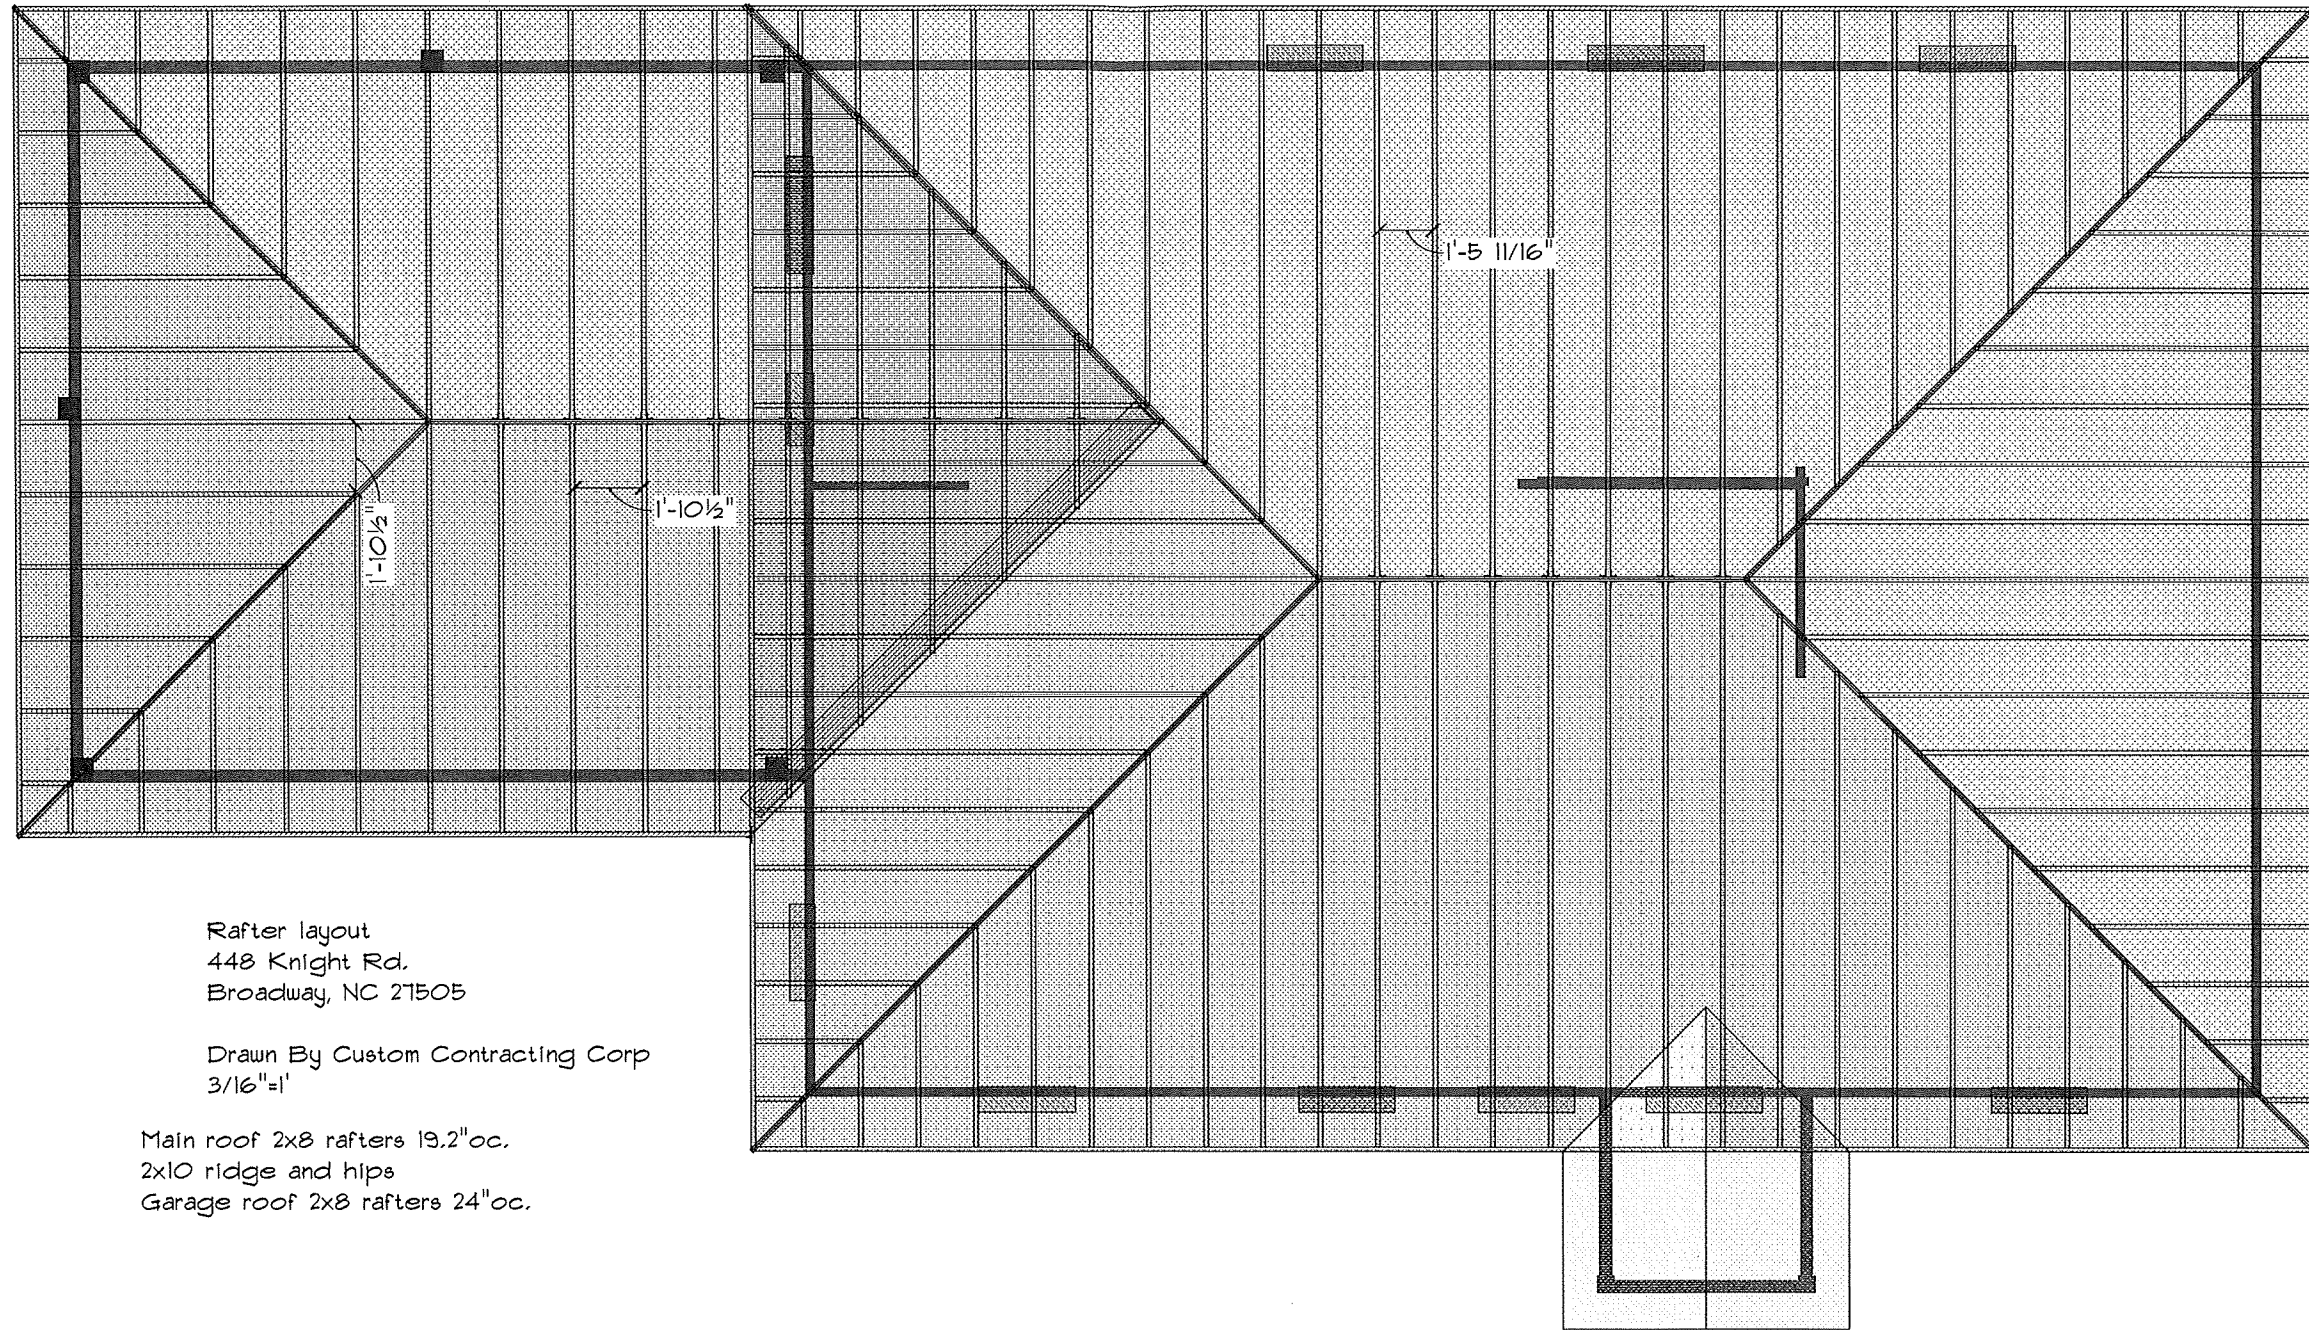 1'-5 11/16"
1'-10½"
1'-10½"
Rafter layout
448 Knight Rd.
Broadway, NC 27505
Drawn By Custom Contracting Corp
3/16"=1'
Main roof 2x8 rafters 19.2"oc.
2x10 ridge and hips
Garage roof 2x8 rafters 24"oc.